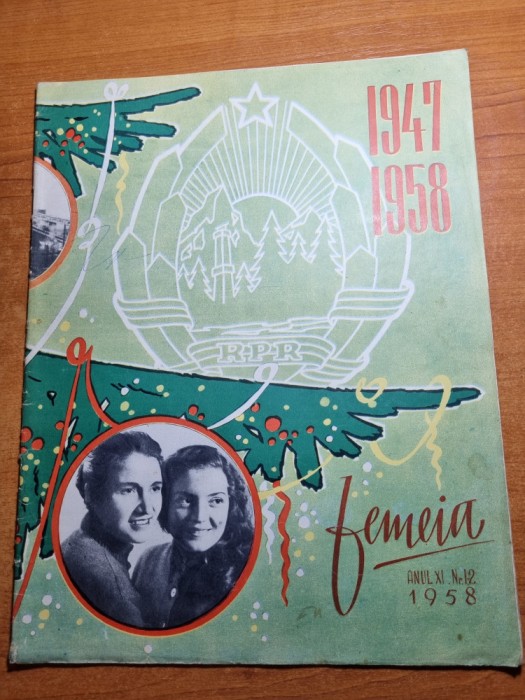 1947
1958
RPR
femeia
ANUL XI. Nr. 12
1958